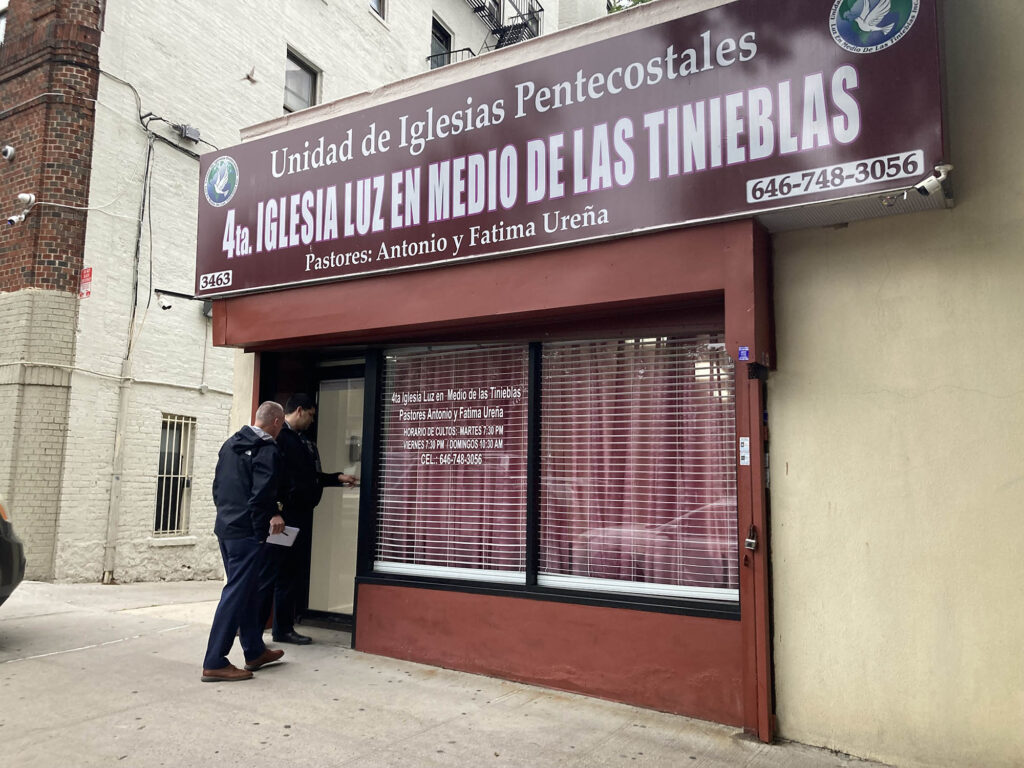 Unidad de Iglesias Pentecostales
4ta. IGLESIA LUZ EN MEDIO DE LAS TINIEBLAS
646-748-3056
Pastores: Antonio y Fatima Ureña
3463
4ta Iglesia Luz en Medio de las Tinieblas
Pastores Antonio y Fatima Ureña
HORARIO DE CULTOS: MARTES 7:30 PM
VIERNES 7:30 PM - DOMINGOS 10:30 AM
CEL.: 646-748-3056